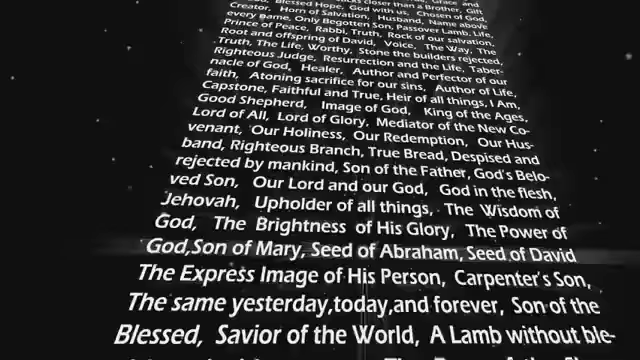 Blessed Hope, God with us, Chosen of God,
Creator, Horn of Salvation, Husband, Name above
every name, Only Begotten Son, Passover Lamb, Life,
Prince of Peace, Rabbi, Truth, Rock of our salvation,
Root and offspring of David, Voice, The Way, The
Truth, The Life, Worthy, Stone the builders rejected,
Righteous Judge, Resurrection and the Life, Taber-
nacle of God, Healer, Author and Perfector of our
faith, Atoning sacrifice for our sins, Author of Life,
Capstone, Faithful and True, Heir of all things, I Am,
Good Shepherd, Image of God, King of the Ages,
Lord of All, Lord of Glory, Mediator of the New Co-
venant, Our Holiness, Our Redemption, Our Hus-
band, Righteous Branch, True Bread, Despised and
rejected by mankind, Son of the Father, God's Belo-
ved Son, Our Lord and our God, God in the flesh,
Jehovah, Upholder of all things, The Wisdom of
God, The Brightness of His Glory, The Power of
God,Son of Mary, Seed of Abraham, Seed of David
The Express Image of His Person, Carpenter's Son,
The same yesterday,today,and forever, Son of the
Blessed, Savior of the World, A Lamb without ble-